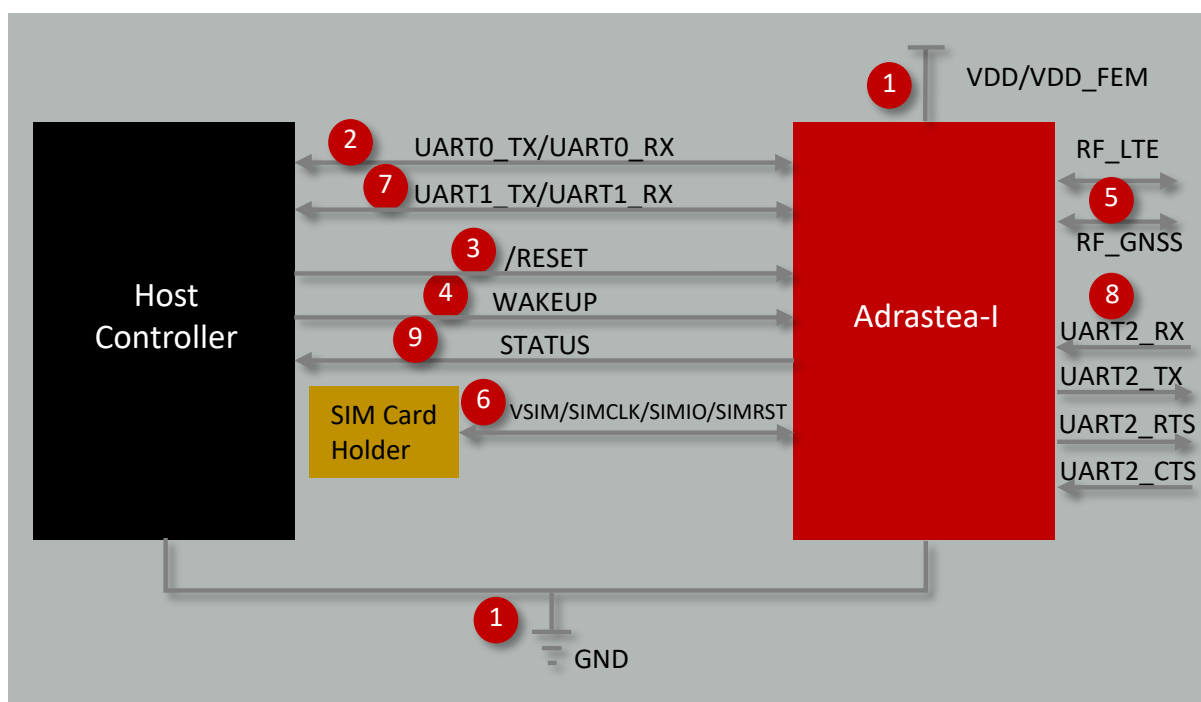 1
VDD/VDD_FEM
2
UART0_TX/UART0_RX
RF_LTE
7
UART1_TX/UART1_RX
5
RF_GNSS
3
/RESET
Host
Controller
4
WAKEUP
Adrastea-I
8
9
STATUS
UART2_RX
UART2_TX
SIM Card
Holder
6
VSIM/SIMCLK/SIMIO/SIMRST
UART2_RTS
UART2_CTS
1
GND